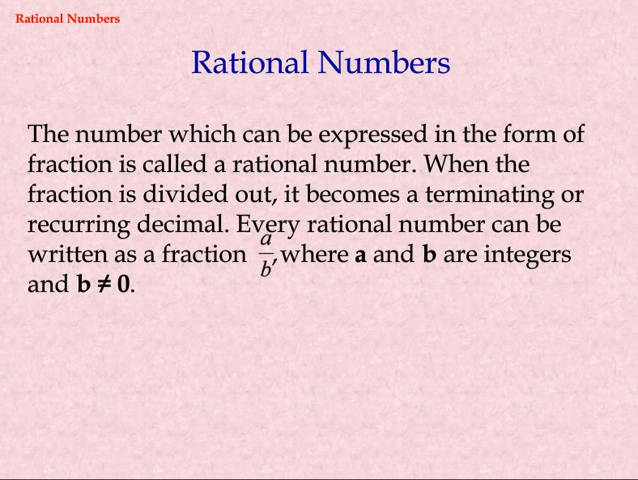 Rational Numbers
Rational Numbers
The number which can be expressed in the form of
fraction is called a rational number. When the
fraction is divided out, it becomes a terminating or
recurring decimal. Every rational number can be
written as a fraction a/b, where a and b are integers
and b ≠ 0.